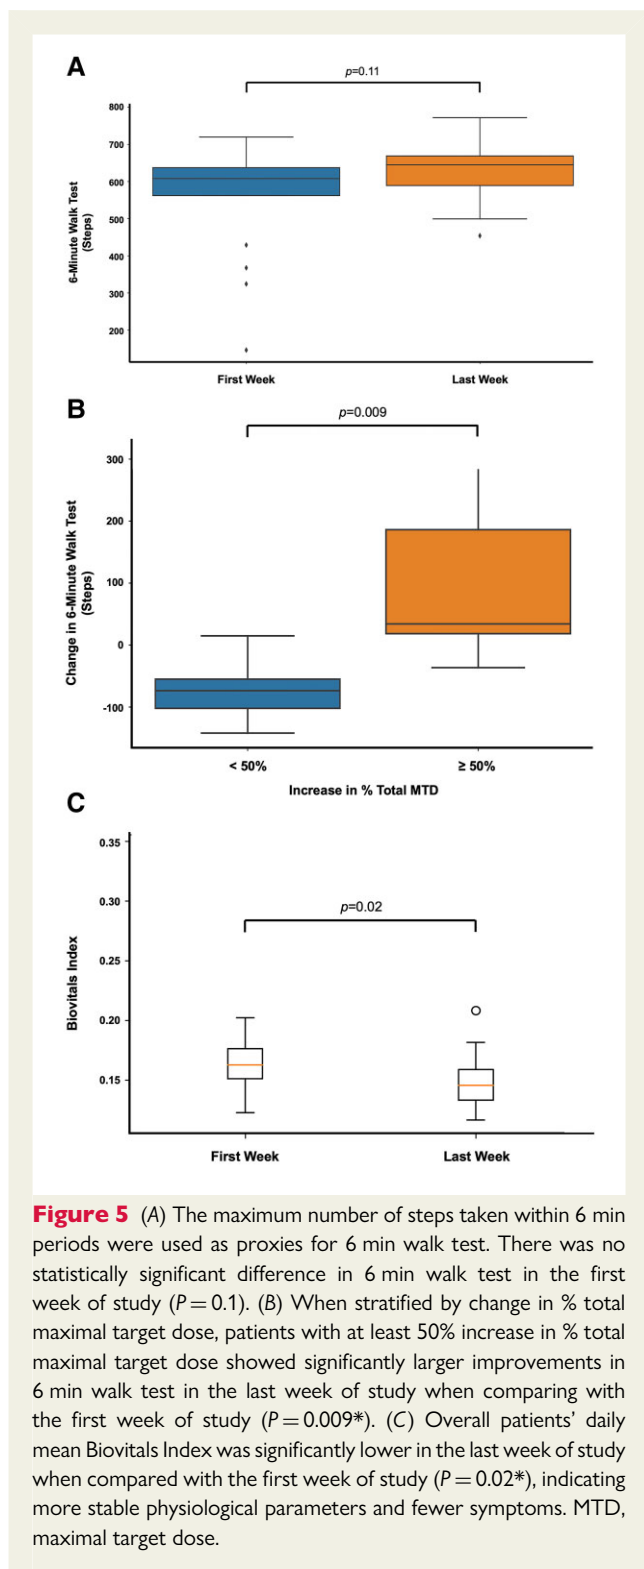 A
p=0.11
800
700
600
500
400
300
200
6-Minute Walk Test
(Steps)
First Week
Last Week
B
p=0.009
300
200
100
0
-100
Change in 6-Minute Walk Test
(Steps)
< 50%
≥ 50%
Increase in % Total MTD
C
0.35
0.30
0.25
0.20
0.15
p=0.02
Biovitals Index
First Week
Last Week
Figure 5 (A) The maximum number of steps taken within 6 min
periods were used as proxies for 6 min walk test. There was no
statistically significant difference in 6 min walk test in the first
week of study (P = 0.1). (B) When stratified by change in % total
maximal target dose, patients with at least 50% increase in % total
maximal target dose showed significantly larger improvements in
6 min walk test in the last week of study when comparing with
the first week of study (P = 0.009*). (C) Overall patients' daily
mean Biovitals Index was significantly lower in the last week of study
when compared with the first week of study (P = 0.02*), indicating
more stable physiological parameters and fewer symptoms. MTD,
maximal target dose.